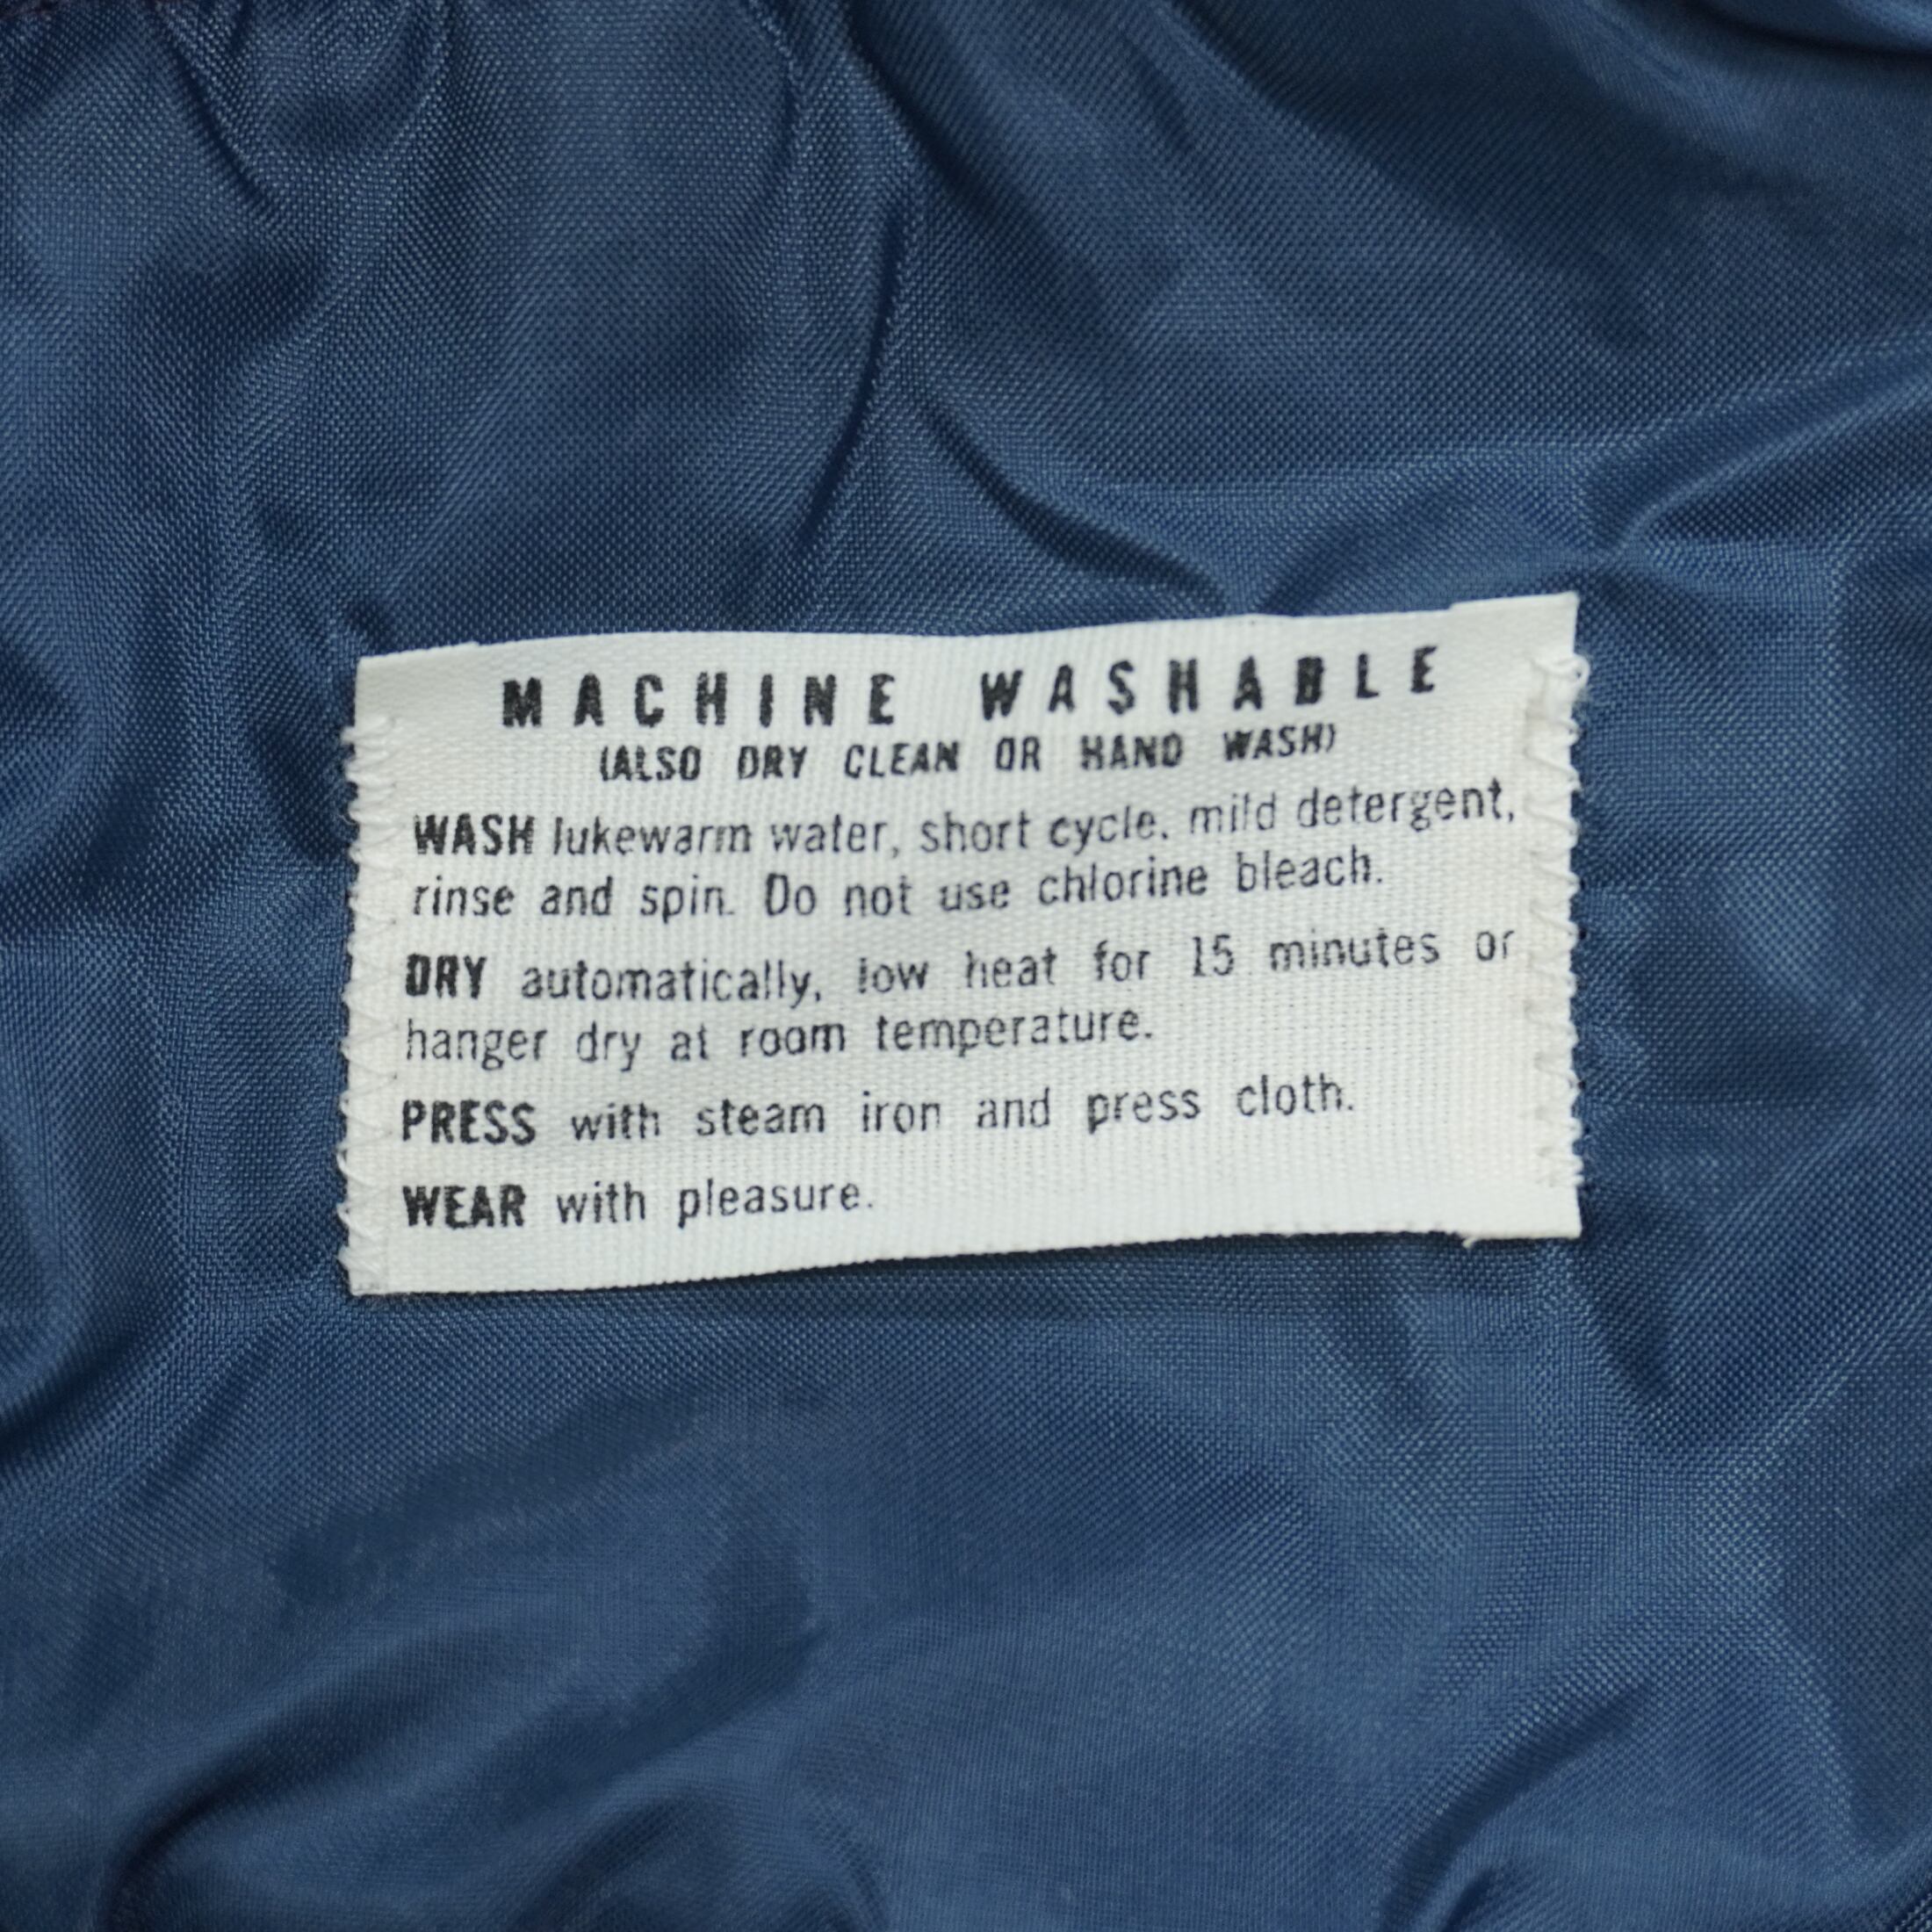 MACHINE WASHABLE
(ALSO DRY CLEAN OR HAND WASH)
WASH lukewarm water, short cycle, mild detergent,
rinse and spin. Do not use chlorine bleach.
DRY automatically, low heat for 15 minutes or
hanger dry at room temperature.
PRESS with steam iron and press cloth.
WEAR with pleasure.